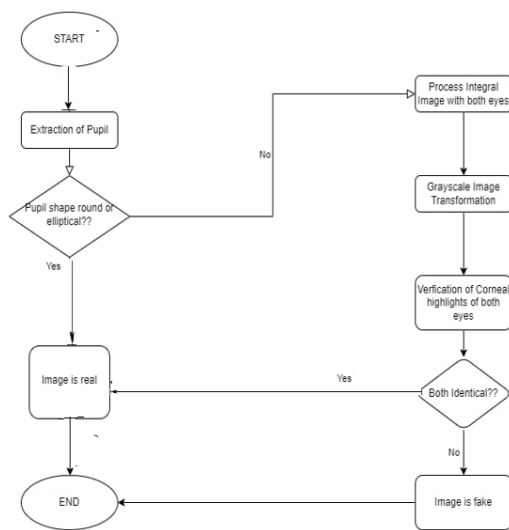 START
Extraction of Pupil
Pupil shape round or
elliptical??
No
Yes
Process Integral
Image with both eyes
Grayscale Image
Transformation
Verfication of Corneal
highlights of both
eyes
Both Identical??
Yes
No
Image is real
Image is fake
END